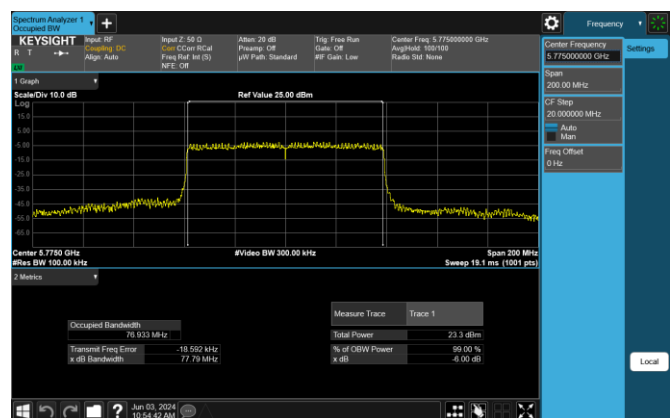 Spectrum Analyzer 1
Occupied BW
KEYSIGHT
R T
Input: RF
Coupling: DC
Align: Auto
Input Z: 50 Ω
Corr CCorr RCal
Freq Ref: Int (S)
NFE: Off
Atten: 20 dB
Preamp: Off
µW Path: Standard
Trig: Free Run
Gate: Off
#IF Gain: Low
Center Freq: 5.775000000 GHz
Avg|Hold: 100/100
Radio Std: None
1 Graph
Scale/Div 10.0 dB
Ref Value 25.00 dBm
Log
15.0
5.00
-5.00
-15.0
-25.0
-35.0
-45.0
-55.0
-65.0
Center 5.7750 GHz
#Res BW 100.00 kHz
#Video BW 300.00 kHz
Span 200 MHz
Sweep 19.1 ms (1001 pts)
2 Metrics
Occupied Bandwidth
76.933 MHz
Transmit Freq Error -18.592 kHz
x dB Bandwidth 77.79 MHz
Measure Trace Trace 1
Total Power 23.3 dBm
% of OBW Power 99.00 %
x dB -6.00 dB
Jun 03, 2024
10:54:42 AM
Frequency
Settings
Center Frequency
5.775000000 GHz
Span
200.00 MHz
CF Step
20.000000 MHz
Auto
Man
Freq Offset
0 Hz
Local